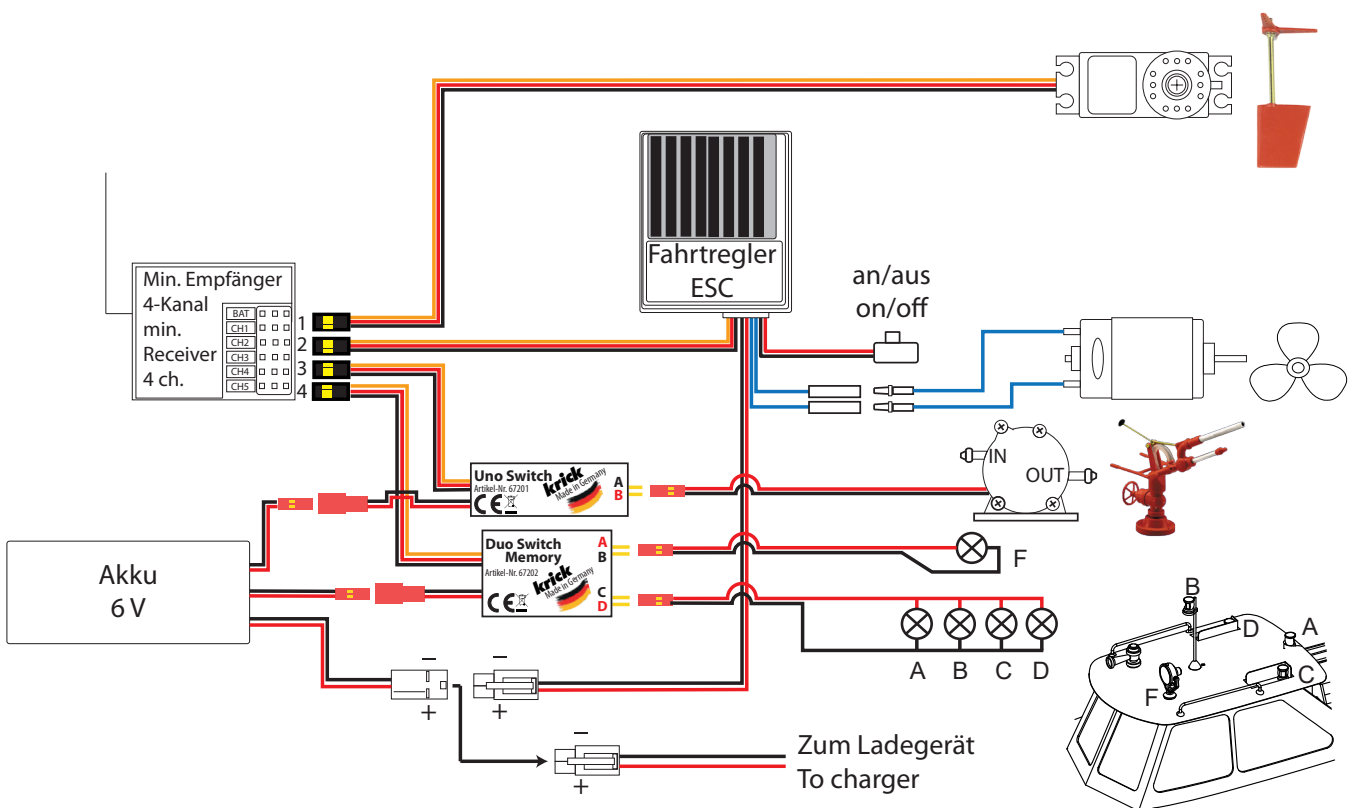 Fahrtregler
ESC
an/aus
on/off
Min. Empfänger
4-Kanal
min.
Receiver
4 ch.
BAT
CH1
CH2
CH3
CH4
CH5
1
2
3
4
IN
OUT
Uno Switch
Artikel-Nr. 67201
CE
krick
Made in Germany
A
B
Duo Switch
Memory
Artikel-Nr. 67202
CE
krick
Made in Germany
A
B
C
D
F
Akku
6 V
A B C D
B
D
A
C
F
−
+
−
+
−
+
Zum Ladegerät
To charger